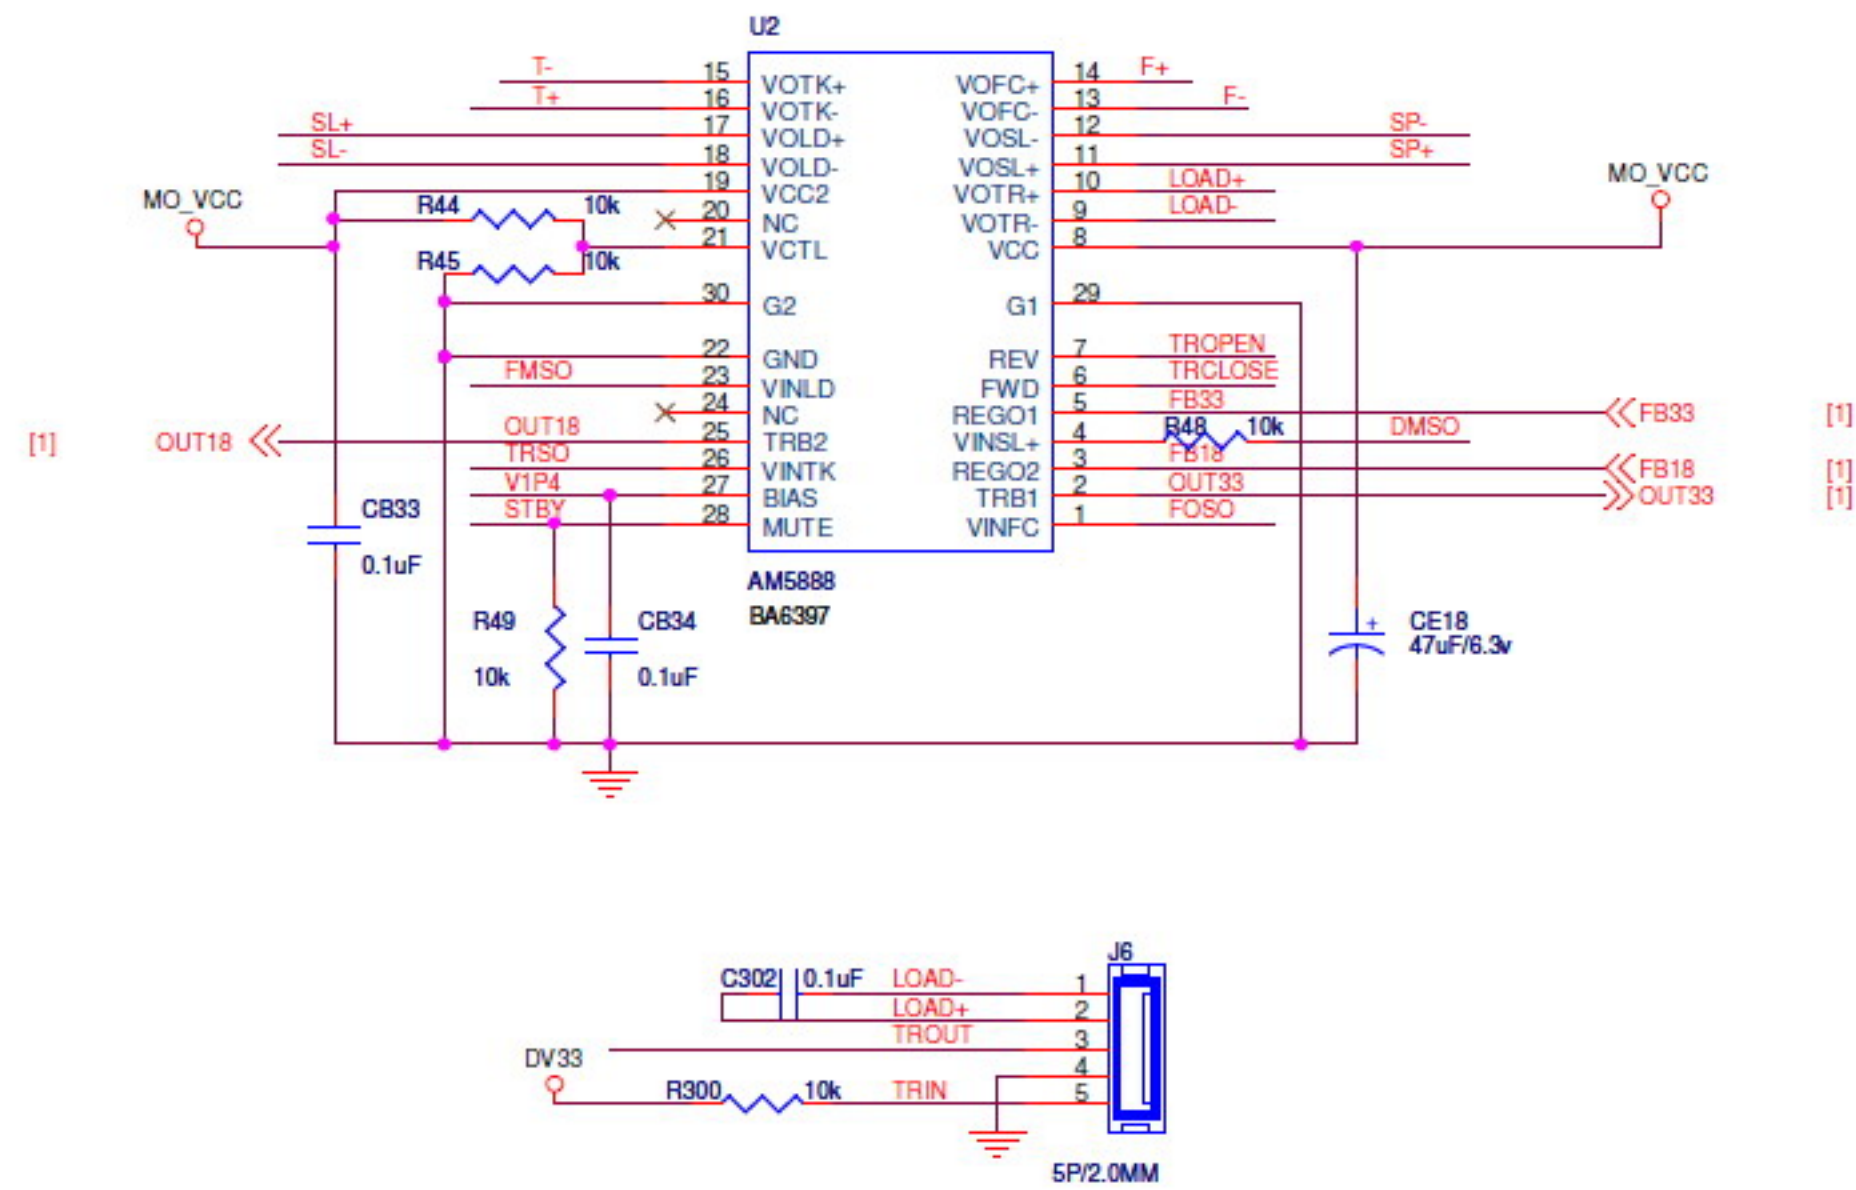 U2
T- 15 VOTK+ VOFC+ 14 F+
T+ 16 VOTK- VOFC- 13 F-
SL+ 17 VOLD+ VOSL- 12 SP-
SL- 18 VOLD- VOSL+ 11 SP+
MO_VCC 19 VCC2 VOTR+ 10 LOAD+ MO_VCC
R44 10k 20 NC VOTR- 9 LOAD-
21 VCTL VCC 8
R45 10k
30 G2 G1 29
22 GND REV 7 TROPEN
FMSO 23 VINLD FWD 6 TRCLOSE
24 NC REGO1 5 FB33 FB33 [1]
[1] OUT18 OUT18 25 TRB2 VINSL+ 4 R48 10k DMSO
TRSO 26 VINTK REGO2 3 FB18 FB18 [1]
V1P4 27 BIAS TRB1 2 OUT33 OUT33 [1]
STBY 28 MUTE VINFC 1 FOSO
CB33
0.1uF
AM5888
BA6397
R49 CB34 + CE18
47uF/6.3v
10k 0.1uF
J6
C302 0.1uF LOAD- 1
LOAD+ 2
TROUT 3
DV33 4
R300 10k TRIN 5
5P/2.0MM